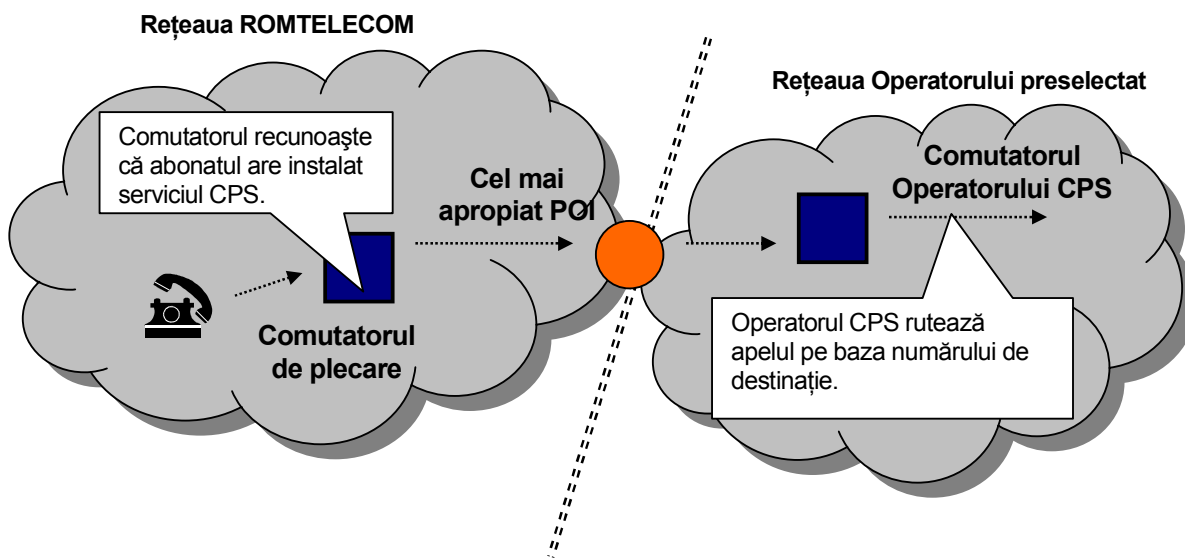 Rețeaua ROMTELECOM
Rețeaua Operatorului preselectat
Comutatorul recunoaşte
că abonatul are instalat
serviciul CPS.
Cel mai
apropiat POI
Comutatorul
de plecare
Comutatorul
Operatorului CPS
Operatorul CPS rutează
apelul pe baza numărului de
destinație.